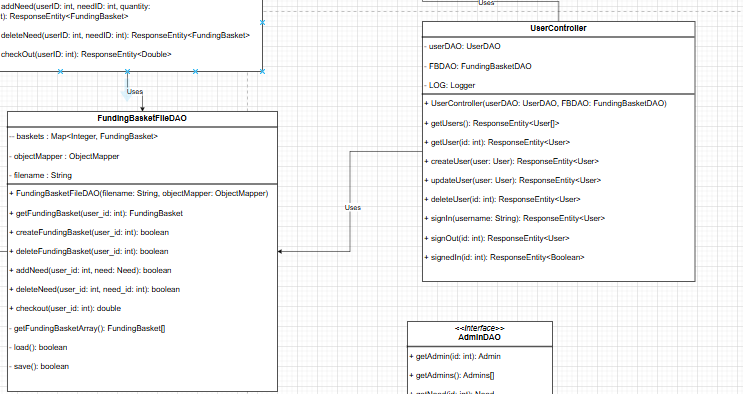 addNeed(userID: int, needID: int, quantity:
t): ResponseEntity<FundingBasket>
deleteNeed(userID: int, needID: int): ResponseEntity<FundingBasket>
checkOut(userID: int): ResponseEntity<Double>
Uses
FundingBasketFileDAO
-- baskets : Map<Integer, FundingBasket>
- objectMapper : ObjectMapper
- filename : String
+ FundingBasketFileDAO(filename: String, objectMapper: ObjectMapper)
+ getFundingBasket(user_id: int): FundingBasket
+ createFundingBasket(user_id: int): boolean
+ deleteFundingBasket(user_id: int): boolean
+ addNeed(user_id: int, need: Need): boolean
+ deleteNeed(user_id: int, need_id: int): boolean
+ checkout(user_id: int): double
- getFundingBasketArray(): FundingBasket[]
- load(): boolean
- save(): boolean
Uses
Uses
UserController
- userDAO: UserDAO
- FBDAO: FundingBasketDAO
- LOG: Logger
+ UserController(userDAO: UserDAO, FBDAO: FundingBasketDAO)
+ getUsers(): ResponseEntity<User[]>
+ getUser(id: int): ResponseEntity<User>
+ createUser(user: User): ResponseEntity<User>
+ updateUser(user: User): ResponseEntity<User>
+ deleteUser(id: int): ResponseEntity<User>
+ signIn(username: String): ResponseEntity<User>
+ signOut(id: int): ResponseEntity<User>
+ signedIn(id: int): ResponseEntity<Boolean>
<<Interface>>
AdminDAO
+ getAdmin(id: int): Admin
+ getAdmins(): Admins[]
+ getNeed(id: int): Need